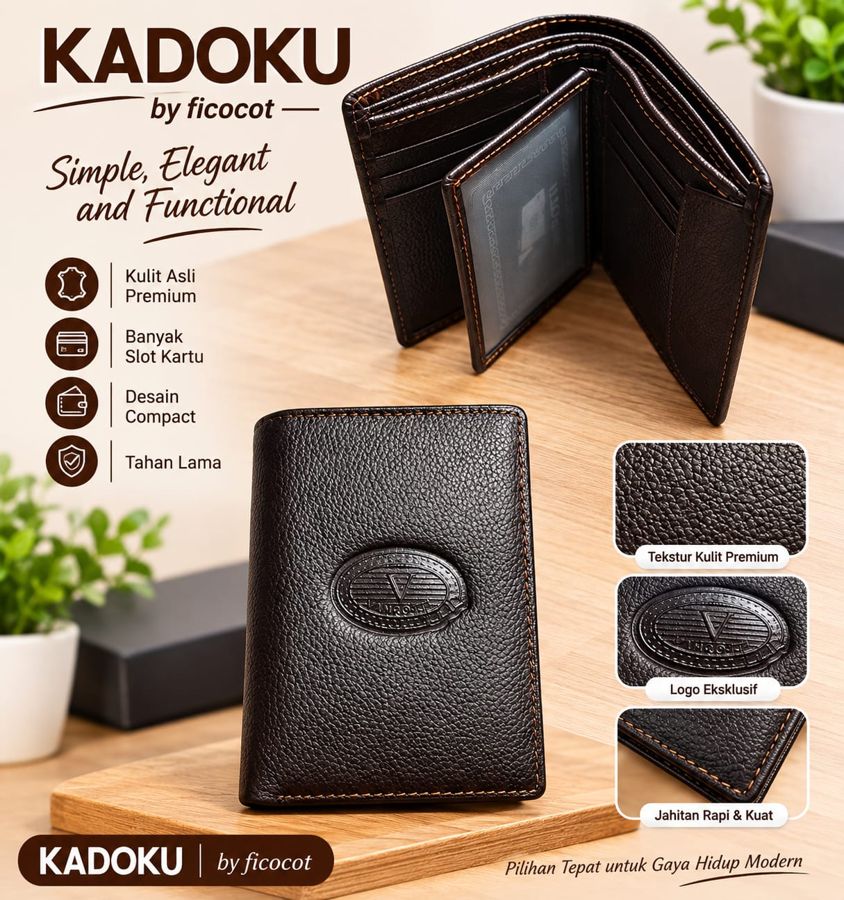 KADOKU
by ficocot
Simple, Elegant
and Functional
Kulit Asli
Premium
Banyak
Slot Kartu
Desain
Compact
Tahan Lama
V
Tekstur Kulit Premium
V
Logo Eksklusif
Jahitan Rapi & Kuat
KADOKU | by ficocot
Pilihan Tepat untuk Gaya Hidup Modern